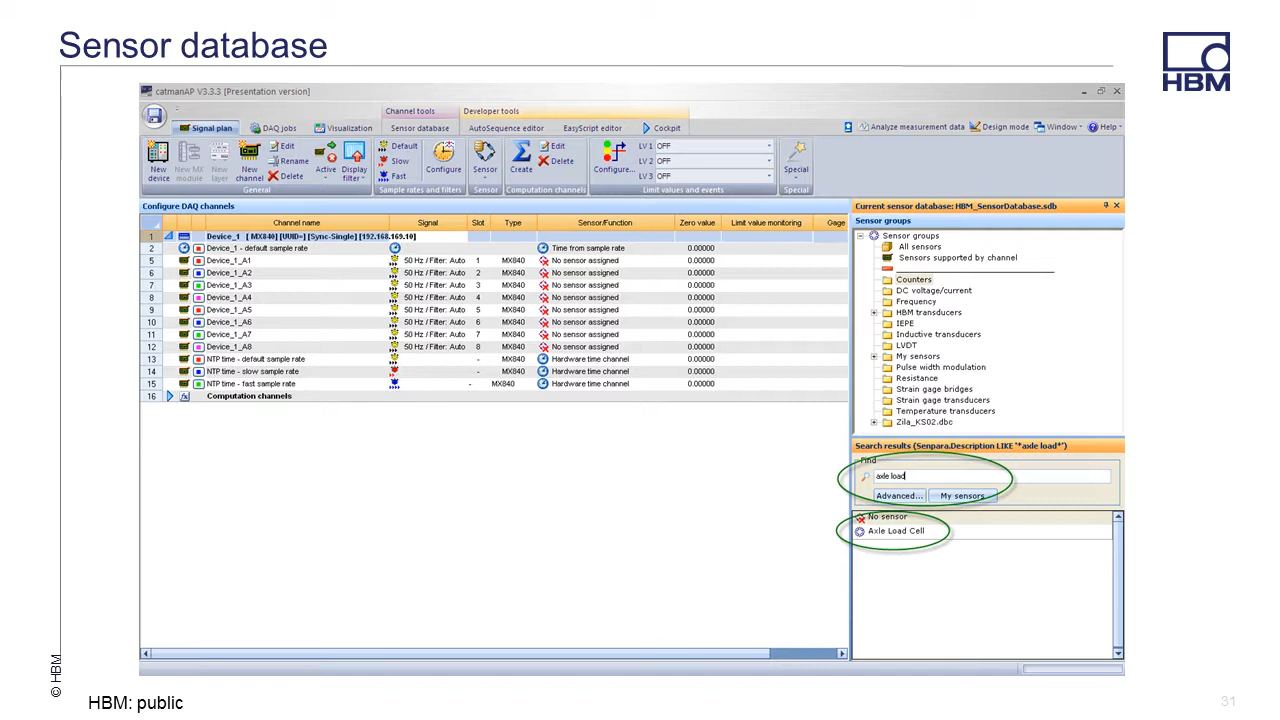 Sensor database
HBM
catmanAP V3.3.3 [Presentation version]
Channel tools
Developer tools
Signal plan
DAQ jobs
Visualization
Sensor database
AutoSequence editor
EasyScript editor
Cockpit
Analyze measurement data
Design mode
Window
Help
New device
New MX module
New layer
New channel
Edit
Rename
Delete
Active
Display filter
General
Default
Slow
Fast
Configure
Sample rates and filters
Sensor
Sensor
Create
Edit
Delete
Computation channels
Configure...
LV 1 OFF
LV 2 OFF
LV 3 OFF
Limit values and events
Special
Special
Configure DAQ channels
Channel name Signal Slot Type Sensor/Function Zero value Limit value monitoring Gage
1 Device_1 [ MX840] [UUID=] [Sync-Single] [192.168.169.10]
2 Device_1 - default sample rate Time from sample rate 0.00000
5 Device_1_A1 50 Hz / Filter: Auto 1 MX840 No sensor assigned 0.00000
6 Device_1_A2 50 Hz / Filter: Auto 2 MX840 No sensor assigned 0.00000
7 Device_1_A3 50 Hz / Filter: Auto 3 MX840 No sensor assigned 0.00000
8 Device_1_A4 50 Hz / Filter: Auto 4 MX840 No sensor assigned 0.00000
9 Device_1_A5 50 Hz / Filter: Auto 5 MX840 No sensor assigned 0.00000
10 Device_1_A6 50 Hz / Filter: Auto 6 MX840 No sensor assigned 0.00000
11 Device_1_A7 50 Hz / Filter: Auto 7 MX840 No sensor assigned 0.00000
12 Device_1_A8 50 Hz / Filter: Auto 8 MX840 No sensor assigned 0.00000
13 NTP time - default sample rate - MX840 Hardware time channel 0.00000
14 NTP time - slow sample rate - MX840 Hardware time channel 0.00000
15 NTP time - fast sample rate - MX840 Hardware time channel 0.00000
16 Computation channels
Current sensor database: HBM_SensorDatabase.sdb
Sensor groups
Sensor groups
All sensors
Sensors supported by channel
Counters
DC voltage/current
Frequency
HBM transducers
IEPE
Inductive transducers
LVDT
My sensors
Pulse width modulation
Resistance
Strain gage bridges
Strain gage transducers
Temperature transducers
Zila_KS02.dbc
Search results (Senpara.Description LIKE '*axle load*')
Find
axle load
Advanced...
My sensors
No sensor
Axle Load Cell
© HBM
HBM: public
31